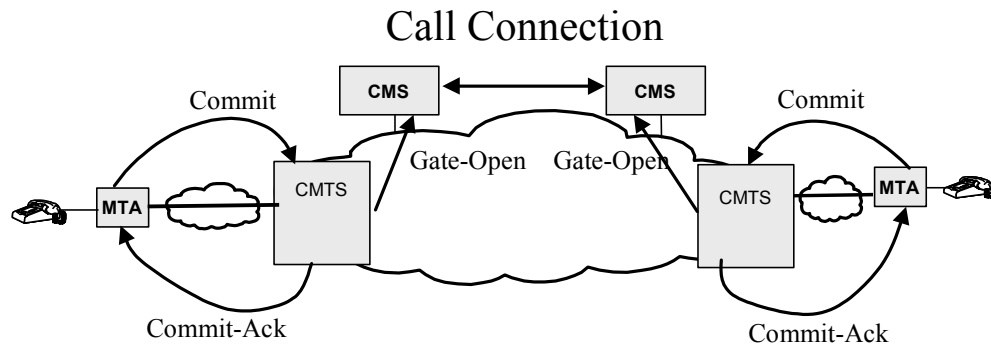 Call Connection
CMS
CMS
Commit
Commit
Gate-Open
Gate-Open
CMTS
CMTS
MTA
MTA
Commit-Ack
Commit-Ack